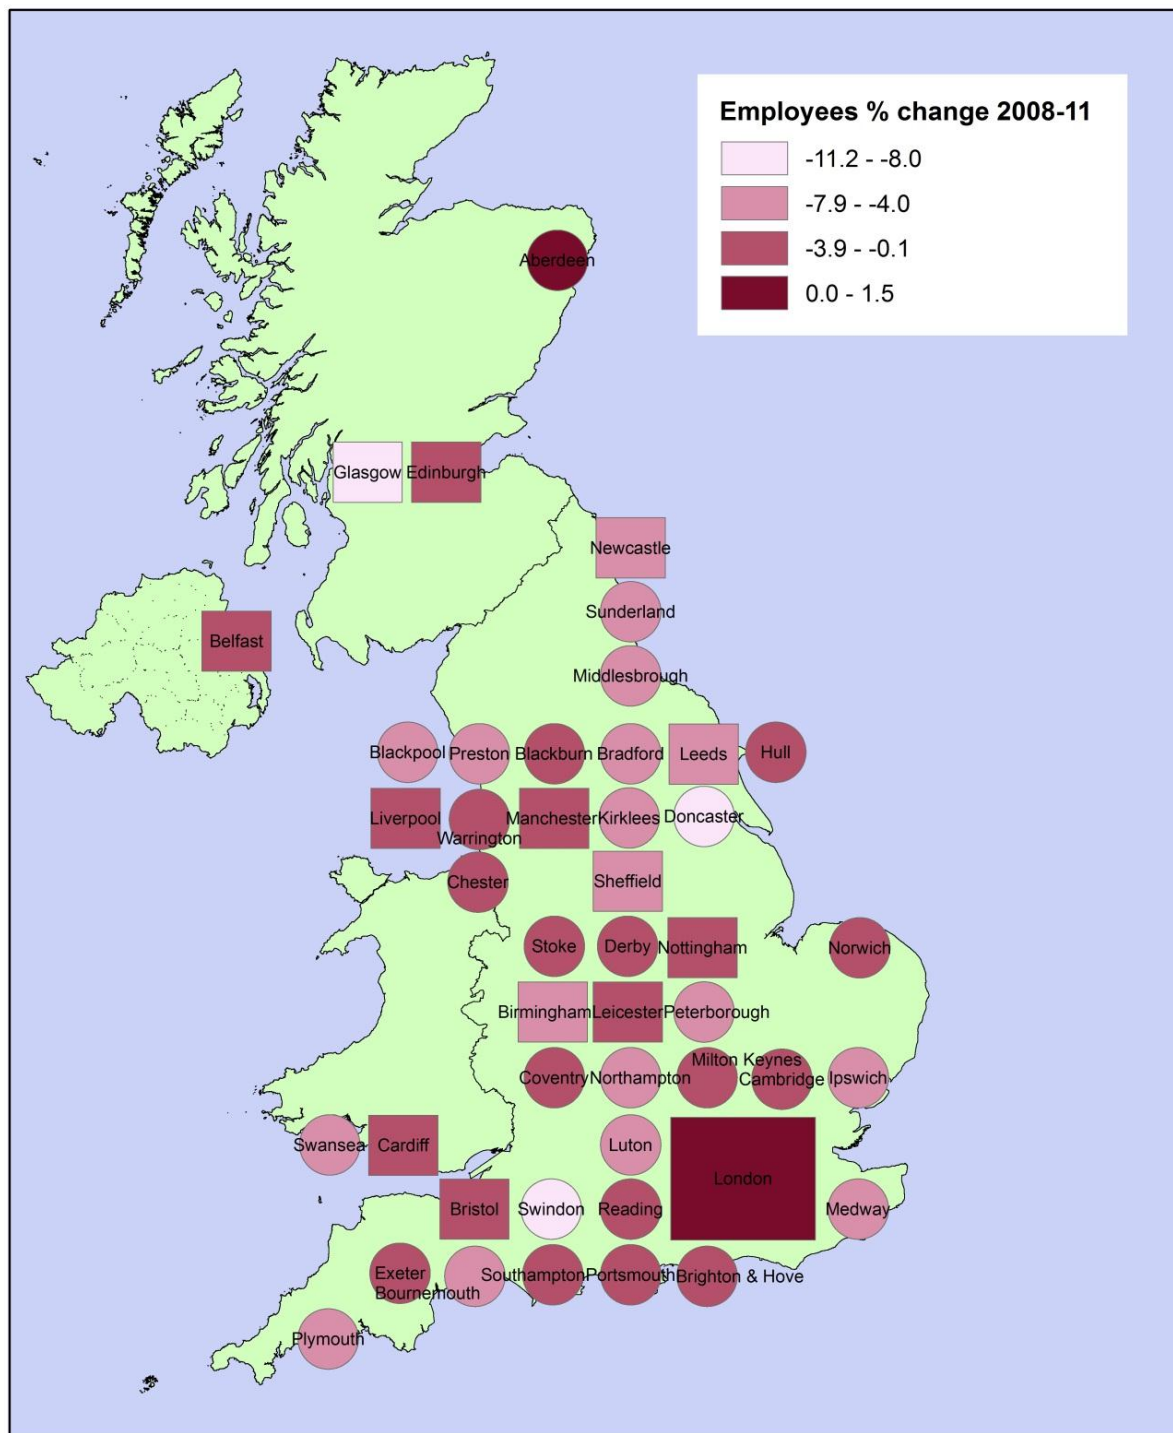 Employees % change 2008-11
-11.2 - -8.0
-7.9 - -4.0
-3.9 - -0.1
0.0 - 1.5
Aberdeen
Glasgow
Edinburgh
Newcastle
Sunderland
Belfast
Middlesbrough
Blackpool
Preston
Blackburn
Bradford
Leeds
Hull
Liverpool
Warrington
Manchester
Kirklees
Doncaster
Chester
Sheffield
Stoke
Derby
Nottingham
Norwich
Birmingham
Leicester
Peterborough
Coventry
Northampton
Milton Keynes
Cambridge
Ipswich
Swansea
Cardiff
Luton
London
Bristol
Swindon
Reading
Medway
Exeter
Bournemouth
Southampton
Portsmouth
Brighton & Hove
Plymouth